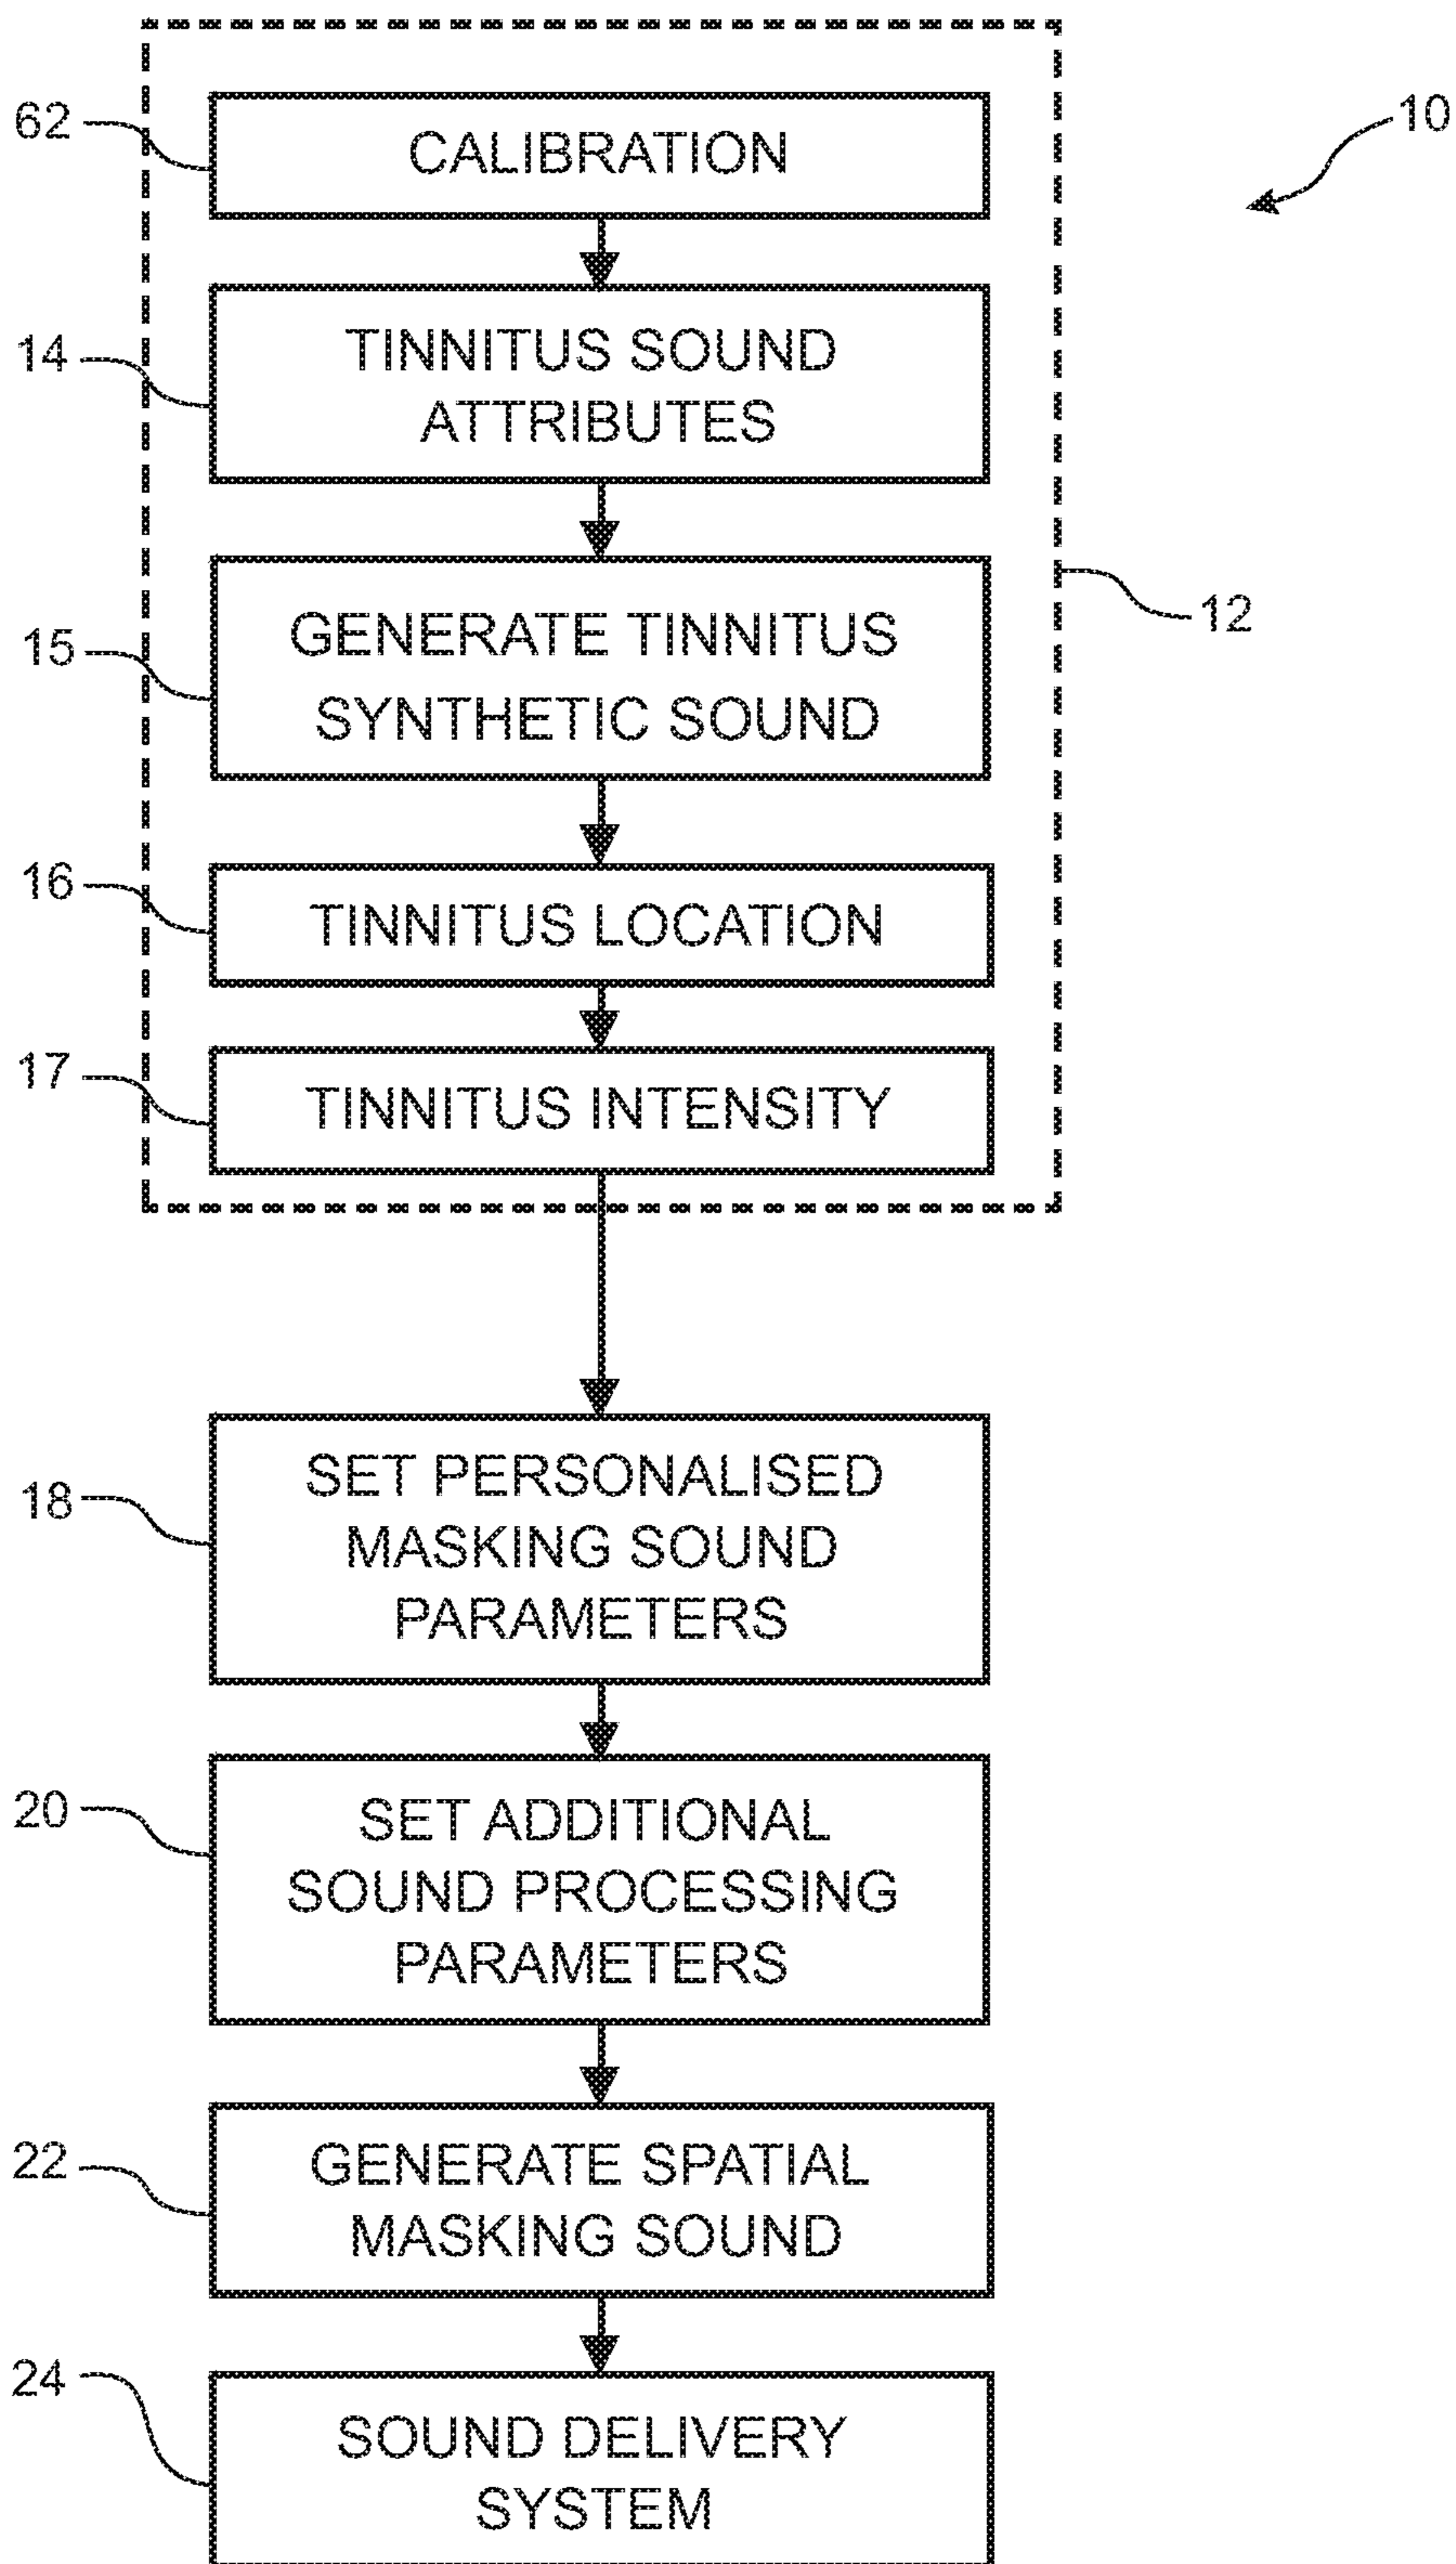 62
CALIBRATION
10
14
TINNITUS SOUND
ATTRIBUTES
15
GENERATE TINNITUS
SYNTHETIC SOUND
12
16
TINNITUS LOCATION
17
TINNITUS INTENSITY
18
SET PERSONALISED
MASKING SOUND
PARAMETERS
20
SET ADDITIONAL
SOUND PROCESSING
PARAMETERS
22
GENERATE SPATIAL
MASKING SOUND
24
SOUND DELIVERY
SYSTEM